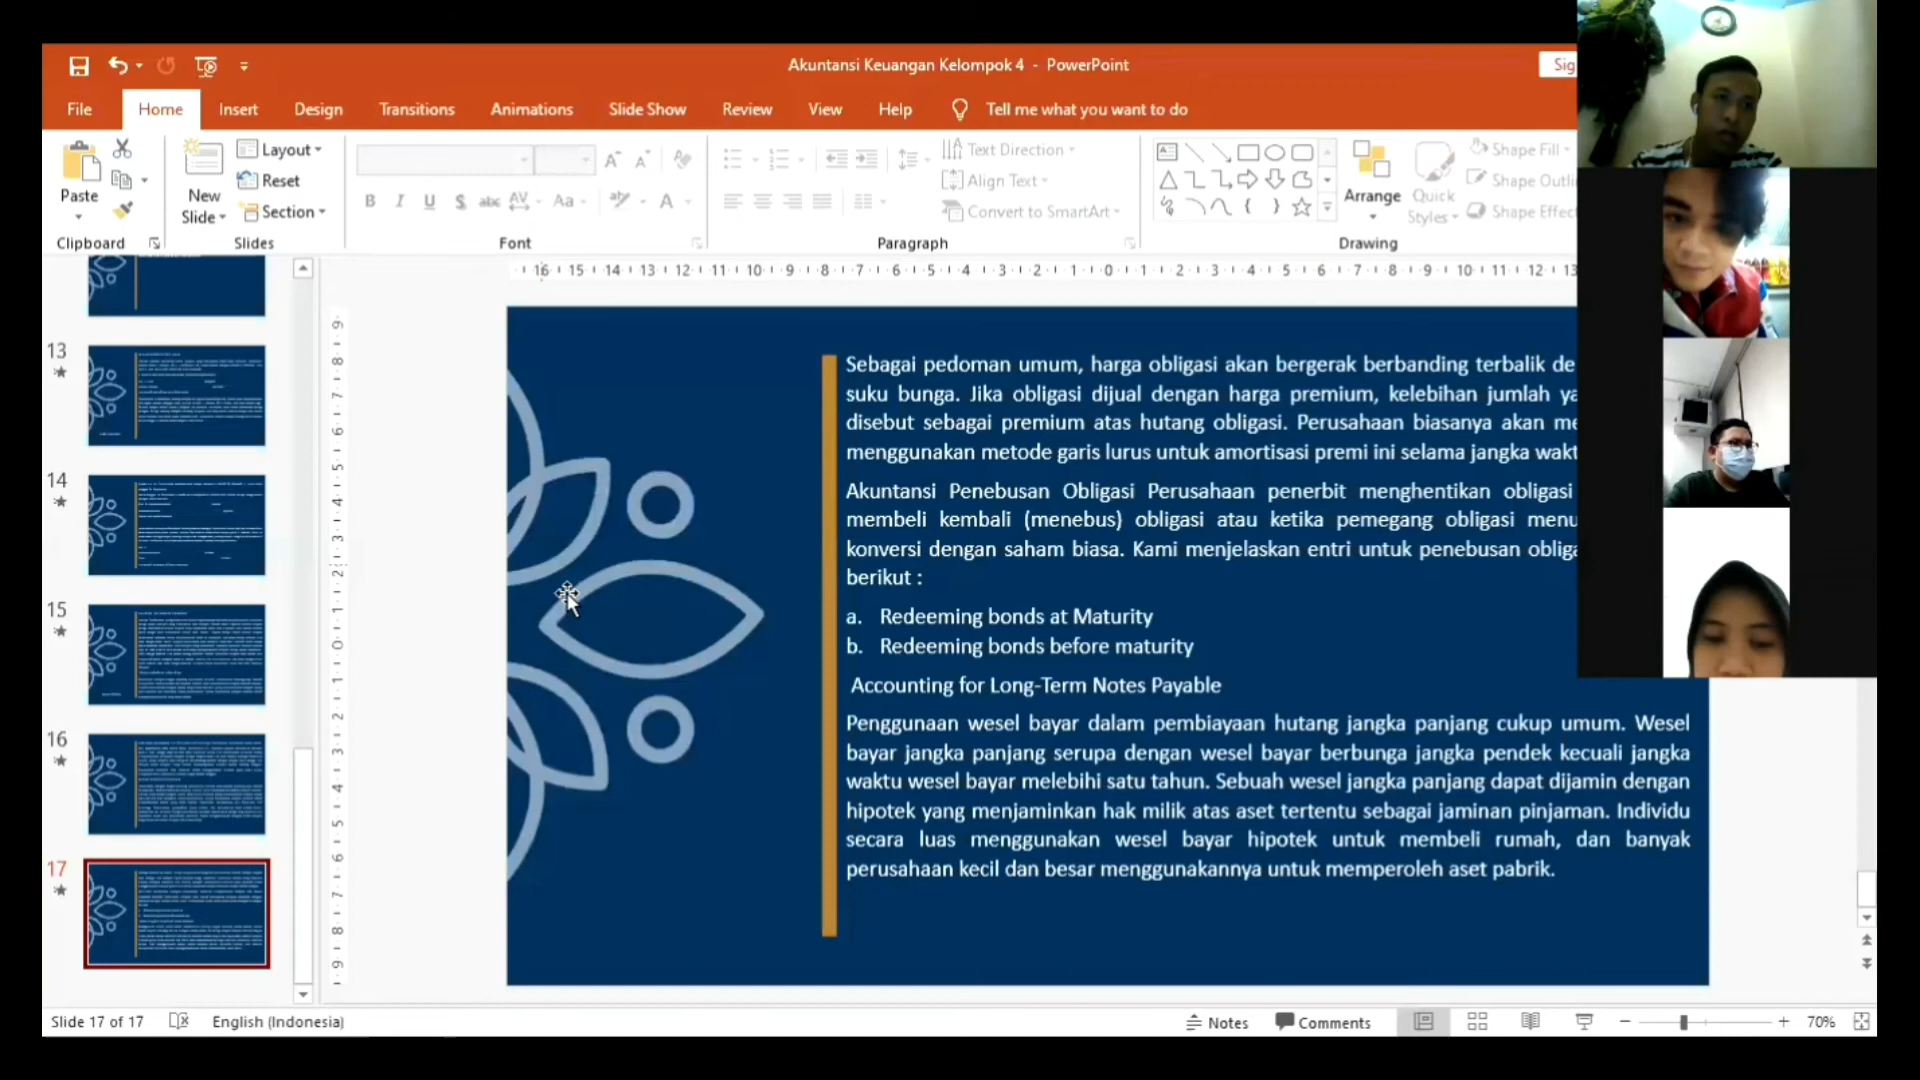 Akuntansi Keuangan Kelompok 4 - PowerPoint
Sig
File Home Insert Design Transitions Animations Slide Show Review View Help Tell me what you want to do
Paste
New Slide
Layout
Reset
Section
Text Direction
Align Text
Convert to SmartArt
Arrange
Quick Styles
Shape Fill
Shape Outli
Shape Effec
Clipboard Slides Font Paragraph Drawing
13
14
15
16
17
Sebagai pedoman umum, harga obligasi akan bergerak berbanding terbalik de
suku bunga. Jika obligasi dijual dengan harga premium, kelebihan jumlah ya
disebut sebagai premium atas hutang obligasi. Perusahaan biasanya akan me
menggunakan metode garis lurus untuk amortisasi premi ini selama jangka wakt
Akuntansi Penebusan Obligasi Perusahaan penerbit menghentikan obligasi
membeli kembali (menebus) obligasi atau ketika pemegang obligasi menu
konversi dengan saham biasa. Kami menjelaskan entri untuk penebusan obliga
berikut :
a. Redeeming bonds at Maturity
b. Redeeming bonds before maturity
Accounting for Long-Term Notes Payable
Penggunaan wesel bayar dalam pembiayaan hutang jangka panjang cukup umum. Wesel
bayar jangka panjang serupa dengan wesel bayar berbunga jangka pendek kecuali jangka
waktu wesel bayar melebihi satu tahun. Sebuah wesel jangka panjang dapat dijamin dengan
hipotek yang menjaminkan hak milik atas aset tertentu sebagai jaminan pinjaman. Individu
secara luas menggunakan wesel bayar hipotek untuk membeli rumah, dan banyak
perusahaan kecil dan besar menggunakannya untuk memperoleh aset pabrik.
Slide 17 of 17 English (Indonesia) Notes Comments 70%